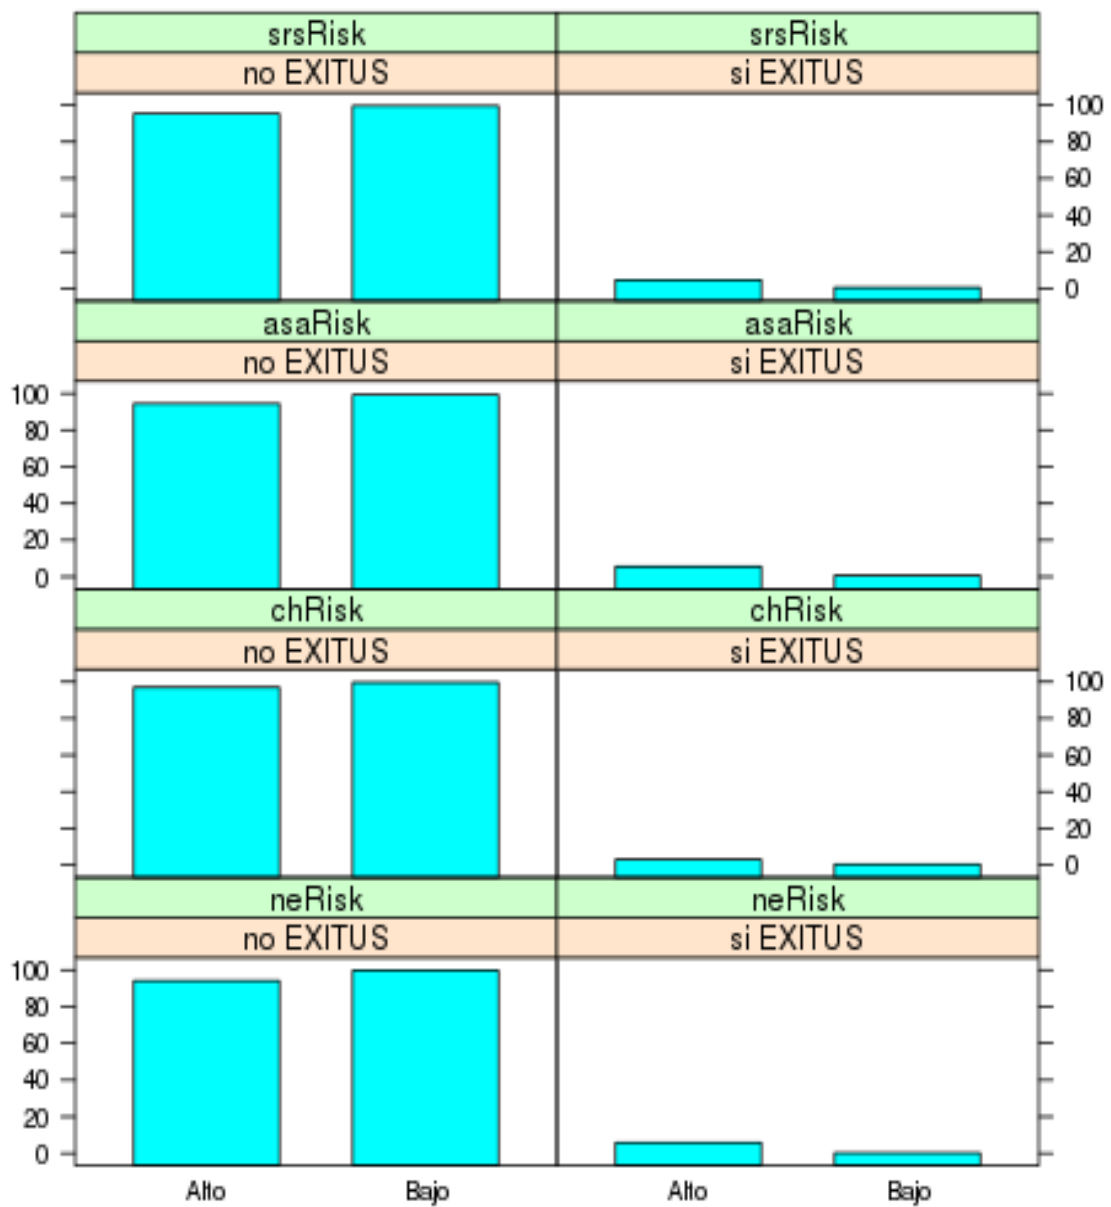 srsRisk srsRisk
no EXITUS si EXITUS
100
80
60
40
20
0
asaRisk asaRisk
no EXITUS si EXITUS
100
80
60
40
20
0
chRisk chRisk
no EXITUS si EXITUS
100
80
60
40
20
0
neRisk neRisk
no EXITUS si EXITUS
100
80
60
40
20
0
Alto Bajo Alto Bajo